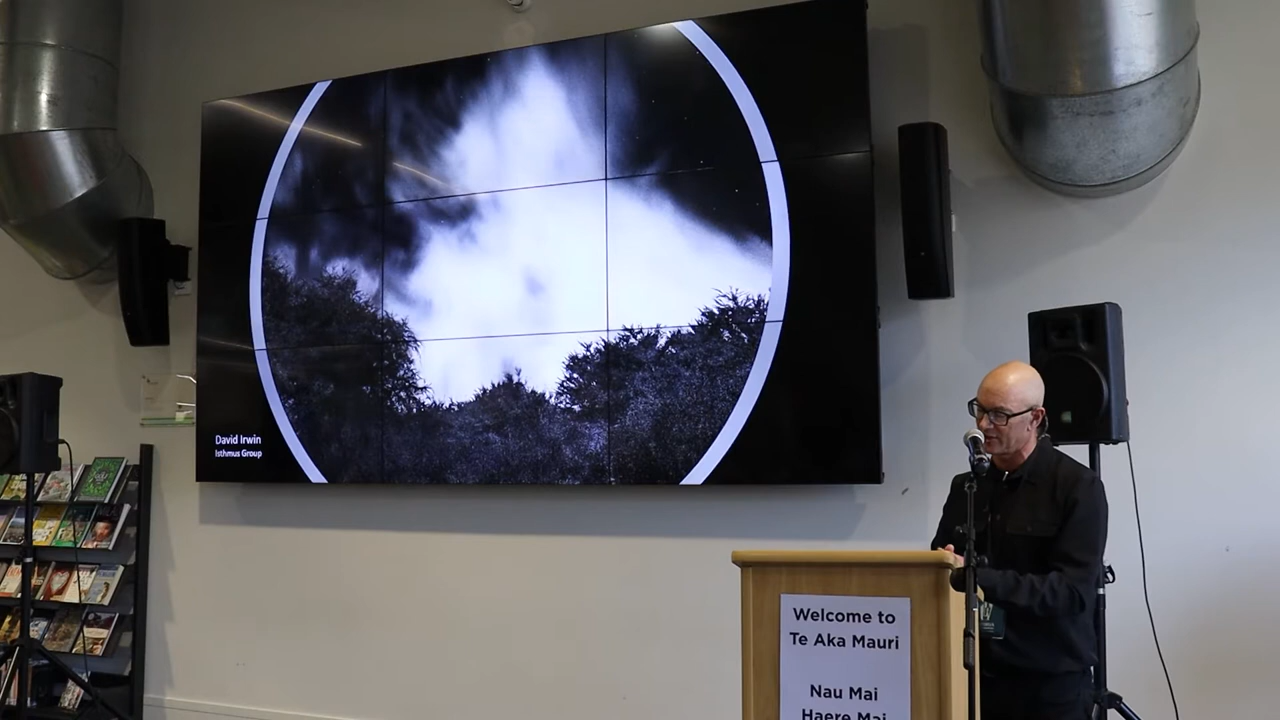 David Irwin
Isthmus Group
Welcome to
Te Aka Mauri
Nau Mai
Haere Mai